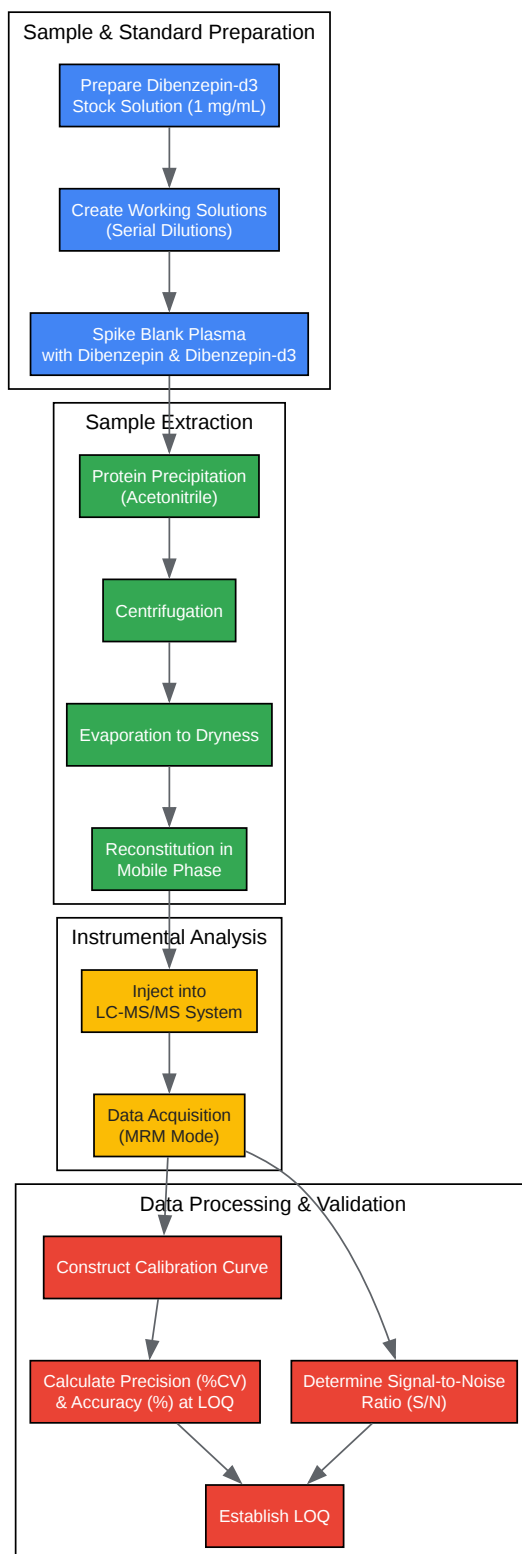 Sample & Standard Preparation
Prepare Dibenzepin-d3
Stock Solution (1 mg/mL)
Create Working Solutions
(Serial Dilutions)
Spike Blank Plasma
with Dibenzepin & Dibenzepin-d3
Sample Extraction
Protein Precipitation
(Acetonitrile)
Centrifugation
Evaporation to Dryness
Reconstitution in
Mobile Phase
Instrumental Analysis
Inject into
LC-MS/MS System
Data Acquisition
(MRM Mode)
Data Processing & Validation
Construct Calibration Curve
Calculate Precision (%CV)
& Accuracy (%) at LOQ
Determine Signal-to-Noise
Ratio (S/N)
Establish LOQ